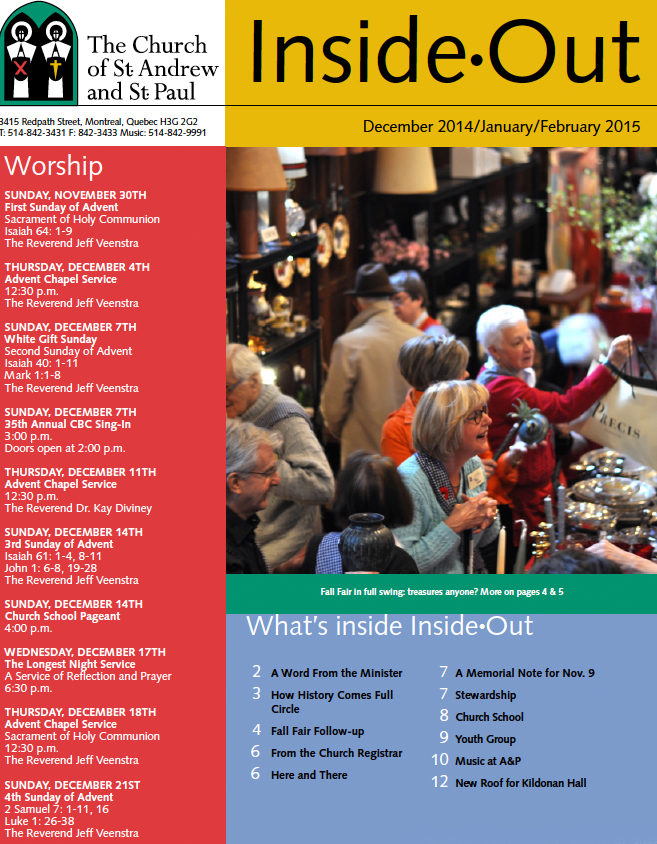 The Church
of St Andrew
and St Paul
3415 Redpath Street, Montreal, Quebec H3G 2G2
T: 514-842-3431 F: 842-3433 Music: 514-842-9991
Inside•Out
December 2014/January/February 2015
Worship
SUNDAY, NOVEMBER 30TH
First Sunday of Advent
Sacrament of Holy Communion
Isaiah 64: 1-9
The Reverend Jeff Veenstra
THURSDAY, DECEMBER 4TH
Advent Chapel Service
12:30 p.m.
The Reverend Jeff Veenstra
SUNDAY, DECEMBER 7TH
White Gift Sunday
Second Sunday of Advent
Isaiah 40: 1-11
Mark 1:1-8
The Reverend Jeff Veenstra
SUNDAY, DECEMBER 7TH
35th Annual CBC Sing-In
3:00 p.m.
Doors open at 2:00 p.m.
THURSDAY, DECEMBER 11TH
Advent Chapel Service
12:30 p.m.
The Reverend Dr. Kay Diviney
SUNDAY, DECEMBER 14TH
3rd Sunday of Advent
Isaiah 61: 1-4, 8-11
John 1: 6-8, 19-28
The Reverend Jeff Veenstra
SUNDAY, DECEMBER 14TH
Church School Pageant
4:00 p.m.
WEDNESDAY, DECEMBER 17TH
The Longest Night Service
A Service of Reflection and Prayer
6:30 p.m.
THURSDAY, DECEMBER 18TH
Advent Chapel Service
Sacrament of Holy Communion
12:30 p.m.
The Reverend Jeff Veenstra
SUNDAY, DECEMBER 21ST
4th Sunday of Advent
2 Samuel 7: 1-11, 16
Luke 1: 26-38
The Reverend Jeff Veenstra
PRECIS
Fall Fair in full swing: treasures anyone? More on pages 4 & 5
What's inside Inside•Out
2 A Word From the Minister
3 How History Comes Full
Circle
4 Fall Fair Follow-up
6 From the Church Registrar
6 Here and There
7 A Memorial Note for Nov. 9
7 Stewardship
8 Church School
9 Youth Group
10 Music at A&P
12 New Roof for Kildonan Hall